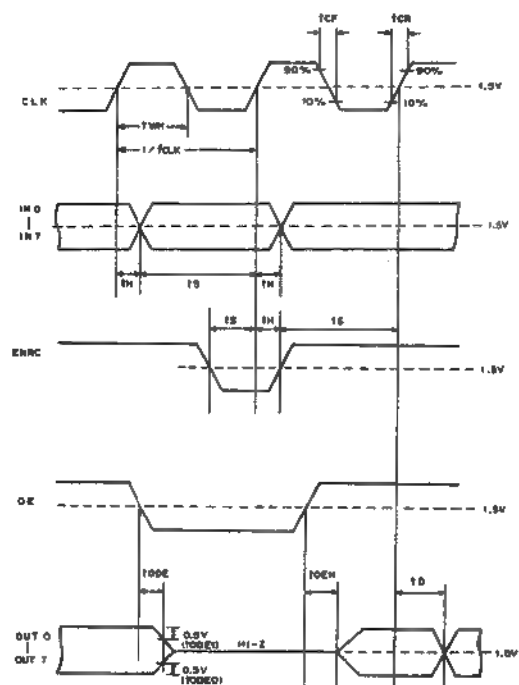 tCF tCR
90% 90%
CLK 1.5V
10% 10%
tWH
1/fCLK
IN 0
|
IN 7
1.5V
tH tS tH
tS tH tS
ENRC
1.5V
OE 1.5V
tODE tOEN tD
OUT 0
|
OUT 7
0.5V
(tODEO)
HI-Z
1.5V
0.5V
(tODEO)